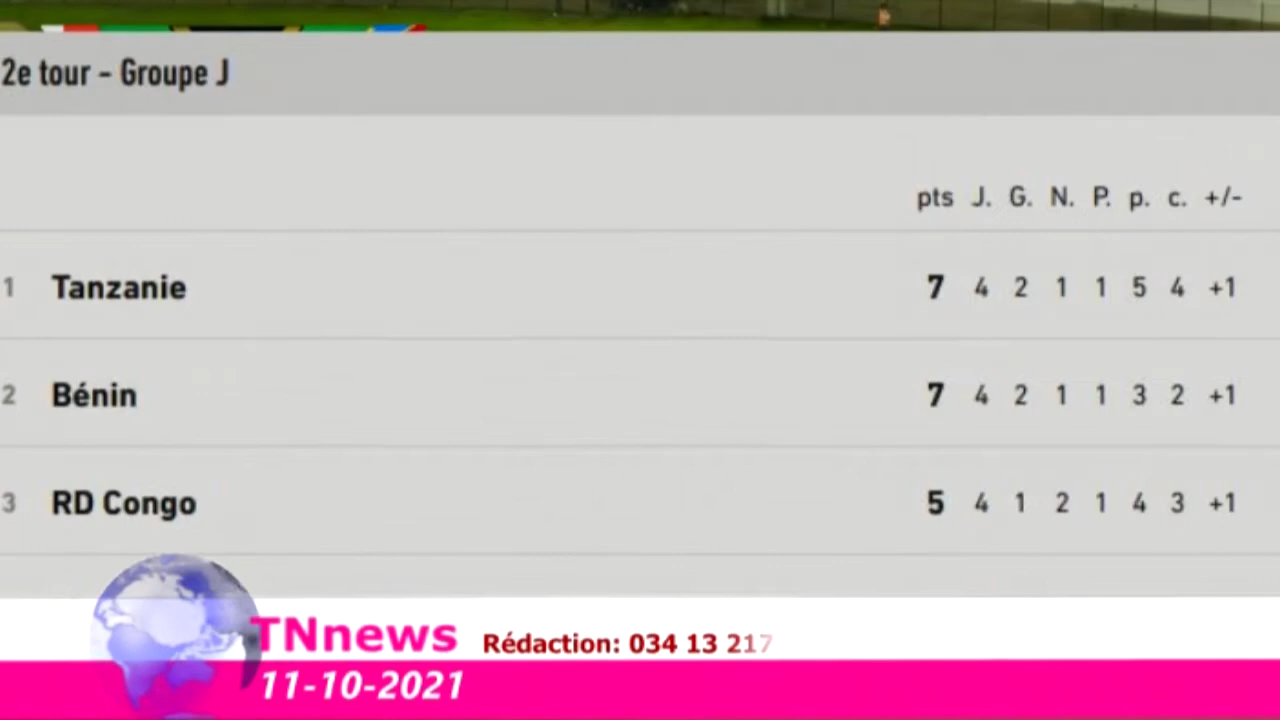 2e tour - Groupe J
pts J. G. N. P. p. c. +/-
1 Tanzanie 7 4 2 1 1 5 4 +1
2 Bénin 7 4 2 1 1 3 2 +1
3 RD Congo 5 4 1 2 1 4 3 +1
TNnews Rédaction: 034 13 217
11-10-2021